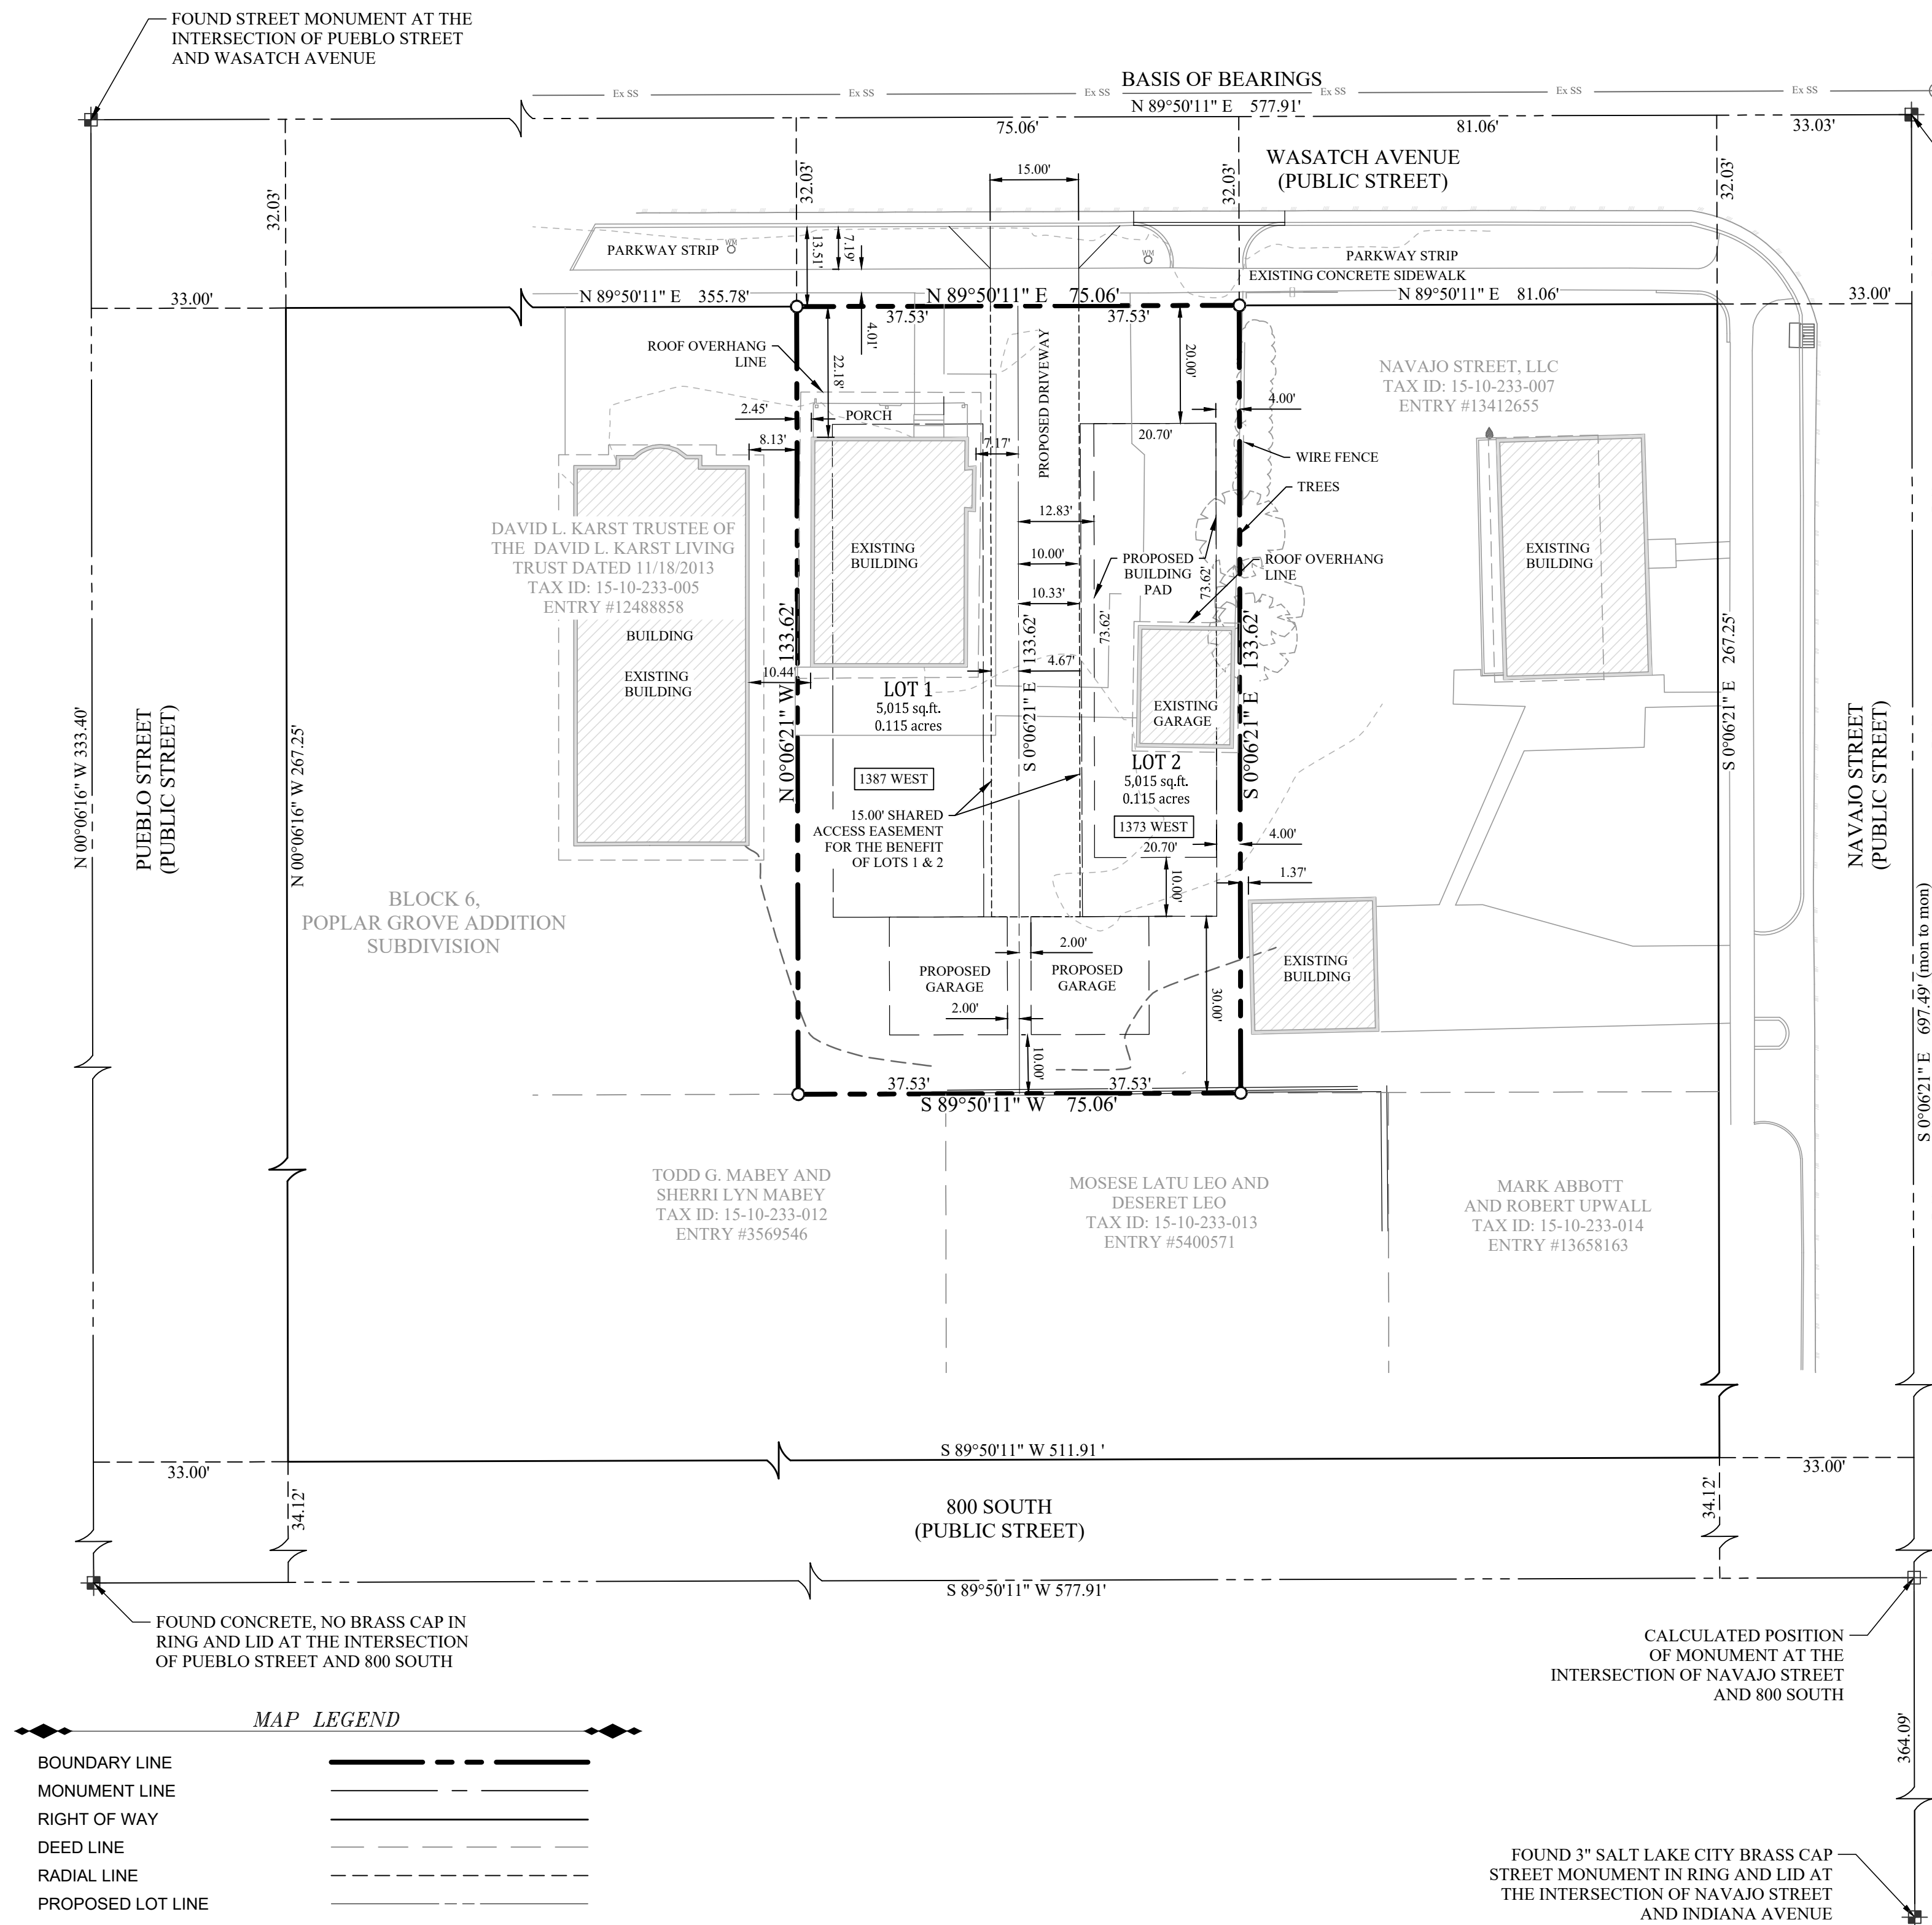 FOUND STREET MONUMENT AT THE
INTERSECTION OF PUEBLO STREET
AND WASATCH AVENUE
BASIS OF BEARINGS
Ex SS
Ex SS
Ex SS
Ex SS
Ex SS
Ex SS
N 89°50'11" E 577.91'
75.06'
81.06'
33.03'
WASATCH AVENUE
(PUBLIC STREET)
15.00'
32.03'
32.03'
32.03'
32.03'
PARKWAY STRIP
WM
13.51'
7.19'
WM
PARKWAY STRIP
EXISTING CONCRETE SIDEWALK
33.00'
N 89°50'11" E 355.78'
N 89°50'11" E 75.06'
N 89°50'11" E 81.06'
33.00'
37.53'
37.53'
4.01'
ROOF OVERHANG
LINE
22.18'
PROPOSED DRIVEWAY
20.00'
NAVAJO STREET, LLC
TAX ID: 15-10-233-007
ENTRY #13412655
2.45'
PORCH
4.00'
8.13'
7.17'
20.70'
WIRE FENCE
TREES
12.83'
DAVID L. KARST TRUSTEE OF
THE DAVID L. KARST LIVING
TRUST DATED 11/18/2013
TAX ID: 15-10-233-005
ENTRY #12488858
EXISTING
BUILDING
10.00'
PROPOSED
BUILDING
PAD
ROOF OVERHANG
LINE
EXISTING
BUILDING
10.33'
73.62'
73.62'
BUILDING
EXISTING
BUILDING
N 0°06'21" W 133.62'
S 0°06'21" E 133.62'
S 0°06'21" E 133.62'
S 0°06'21" E 267.25'
10.44'
4.67'
LOT 1
5,015 sq.ft.
0.115 acres
EXISTING
GARAGE
LOT 2
5,015 sq.ft.
0.115 acres
1387 WEST
1373 WEST
15.00' SHARED
ACCESS EASEMENT
FOR THE BENEFIT
OF LOTS 1 & 2
20.70'
4.00'
10.00'
1.37'
N 00°06'16" W 333.40'
PUEBLO STREET
(PUBLIC STREET)
N 00°06'16" W 267.25'
NAVAJO STREET
(PUBLIC STREET)
S 0°06'21" E 697.49' (mon to mon)
BLOCK 6,
POPLAR GROVE ADDITION
SUBDIVISION
2.00'
PROPOSED
GARAGE
PROPOSED
GARAGE
EXISTING
BUILDING
2.00'
30.00'
10.00'
37.53'
37.53'
S 89°50'11" W 75.06'
TODD G. MABEY AND
SHERRI LYN MABEY
TAX ID: 15-10-233-012
ENTRY #3569546
MOSESE LATU LEO AND
DESERET LEO
TAX ID: 15-10-233-013
ENTRY #5400571
MARK ABBOTT
AND ROBERT UPWALL
TAX ID: 15-10-233-014
ENTRY #13658163
S 89°50'11" W 511.91 '
33.00'
33.00'
34.12'
34.12'
800 SOUTH
(PUBLIC STREET)
S 89°50'11" W 577.91'
FOUND CONCRETE, NO BRASS CAP IN
RING AND LID AT THE INTERSECTION
OF PUEBLO STREET AND 800 SOUTH
CALCULATED POSITION
OF MONUMENT AT THE
INTERSECTION OF NAVAJO STREET
AND 800 SOUTH
364.09'
MAP LEGEND
BOUNDARY LINE
MONUMENT LINE
RIGHT OF WAY
DEED LINE
RADIAL LINE
PROPOSED LOT LINE
FOUND 3" SALT LAKE CITY BRASS CAP
STREET MONUMENT IN RING AND LID AT
THE INTERSECTION OF NAVAJO STREET
AND INDIANA AVENUE